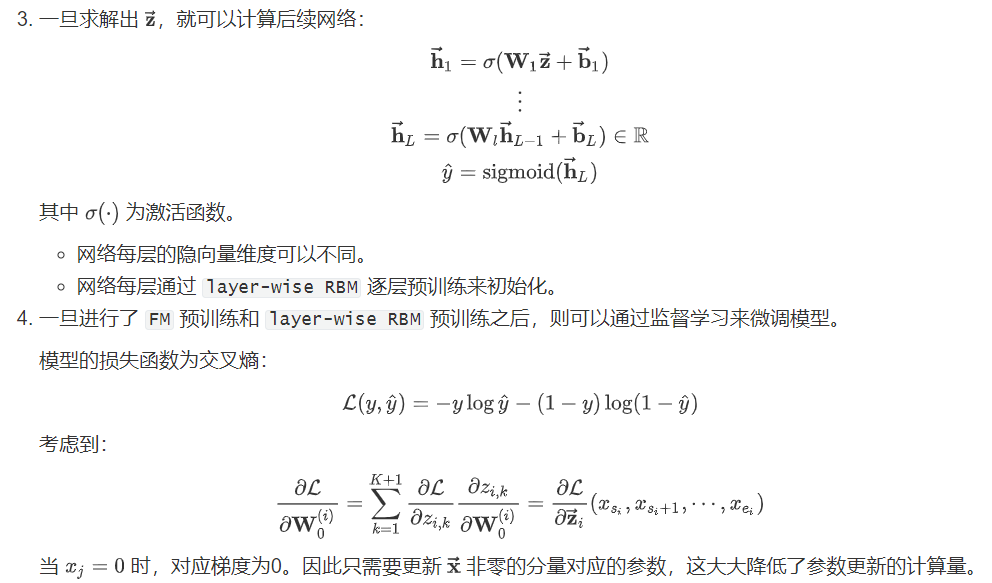 3. 一旦求解出 $\vec{\mathbf{z}}$，就可以计算后续网络：
$\vec{\mathbf{h}}_1 = \sigma(\mathbf{W}_1\vec{\mathbf{z}} + \vec{\mathbf{b}}_1)$
$\vdots$
$\vec{\mathbf{h}}_L = \sigma(\mathbf{W}_l\vec{\mathbf{h}}_{L-1} + \vec{\mathbf{b}}_L) \in \mathbb{R}$
$\hat{y} = \text{sigmoid}(\vec{\mathbf{h}}_L)$
其中 $\sigma(\cdot)$ 为激活函数。
○ 网络每层的隐向量维度可以不同。
○ 网络每层通过 layer-wise RBM 逐层预训练来初始化。
4. 一旦进行了 FM 预训练和 layer-wise RBM 预训练之后，则可以通过监督学习来微调模型。
模型的损失函数为交叉熵：
$\mathcal{L}(y, \hat{y}) = -y \log \hat{y} - (1 - y) \log(1 - \hat{y})$
考虑到：
$\frac{\partial \mathcal{L}}{\partial \mathbf{W}_0^{(i)}} = \sum_{k=1}^{K+1} \frac{\partial \mathcal{L}}{\partial z_{i,k}} \frac{\partial z_{i,k}}{\partial \mathbf{W}_0^{(i)}} = \frac{\partial \mathcal{L}}{\partial \vec{\mathbf{z}}_i} (x_{s_i}, x_{s_i+1}, \cdots, x_{e_i})$
当 $x_j = 0$ 时，对应梯度为0。因此只需要更新 $\vec{\mathbf{x}}$ 非零的分量对应的参数，这大大降低了参数更新的计算量。